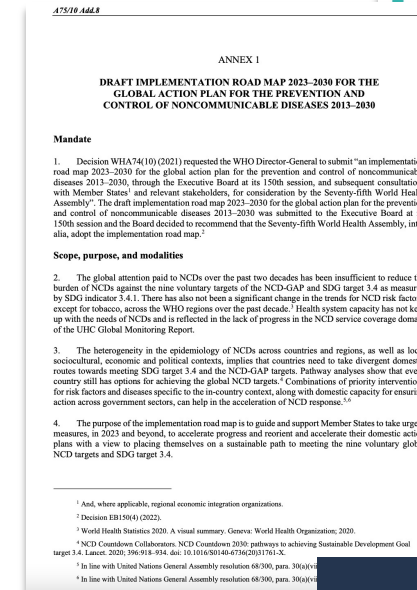 A75/10 Add.8
ANNEX 1
DRAFT IMPLEMENTATION ROAD MAP 2023–2030 FOR THE
GLOBAL ACTION PLAN FOR THE PREVENTION AND
CONTROL OF NONCOMMUNICABLE DISEASES 2013–2030
Mandate
1. Decision WHA74(10) (2021) requested the WHO Director-General to submit “an implementatio
road map 2023–2030 for the global action plan for the prevention and control of noncommunicab
diseases 2013–2030, through the Executive Board at its 150th session, and subsequent consultatio
with Member States¹ and relevant stakeholders, for consideration by the Seventy-fifth World Heal
Assembly”. The draft implementation road map 2023–2030 for the global action plan for the preventio
and control of noncommunicable diseases 2013–2030 was submitted to the Executive Board at
150th session and the Board decided to recommend that the Seventy-fifth World Health Assembly, int
alia, adopt the implementation road map.²
Scope, purpose, and modalities
2. The global attention paid to NCDs over the past two decades has been insufficient to reduce t
burden of NCDs against the nine voluntary targets of the NCD-GAP and SDG target 3.4 as measur
by SDG indicator 3.4.1. There has also not been a significant change in the trends for NCD risk facto
except for tobacco, across the WHO regions over the past decade.³ Health system capacity has not ke
up with the needs of NCDs and is reflected in the lack of progress in the NCD service coverage doma
of the UHC Global Monitoring Report.
3. The heterogeneity in the epidemiology of NCDs across countries and regions, as well as loc
sociocultural, economic and political contexts, implies that countries need to take divergent domest
routes towards meeting SDG target 3.4 and the NCD-GAP targets. Pathway analyses show that eve
country still has options for achieving the global NCD targets.⁴ Combinations of priority interventio
for risk factors and diseases specific to the in-country context, along with domestic capacity for ensuri
action across government sectors, can help in the acceleration of NCD response.⁵,⁶
4. The purpose of the implementation road map is to guide and support Member States to take urge
measures, in 2023 and beyond, to accelerate progress and reorient and accelerate their domestic acti
plans with a view to placing themselves on a sustainable path to meeting the nine voluntary glob
NCD targets and SDG target 3.4.
¹ And, where applicable, regional economic integration organizations.
² Decision EB150(4) (2022).
³ World Health Statistics 2020. A visual summary. Geneva: World Health Organization; 2020.
⁴ NCD Countdown Collaborators. NCD Countdown 2030: pathways to achieving Sustainable Development Goal
target 3.4. Lancet. 2020; 396:918–934. doi: 10.1016/S0140-6736(20)31761-X.
⁵ In line with United Nations General Assembly resolution 68/300, para. 30(a)(vii
⁶ In line with United Nations General Assembly resolution 68/300, para. 30(a)(vii